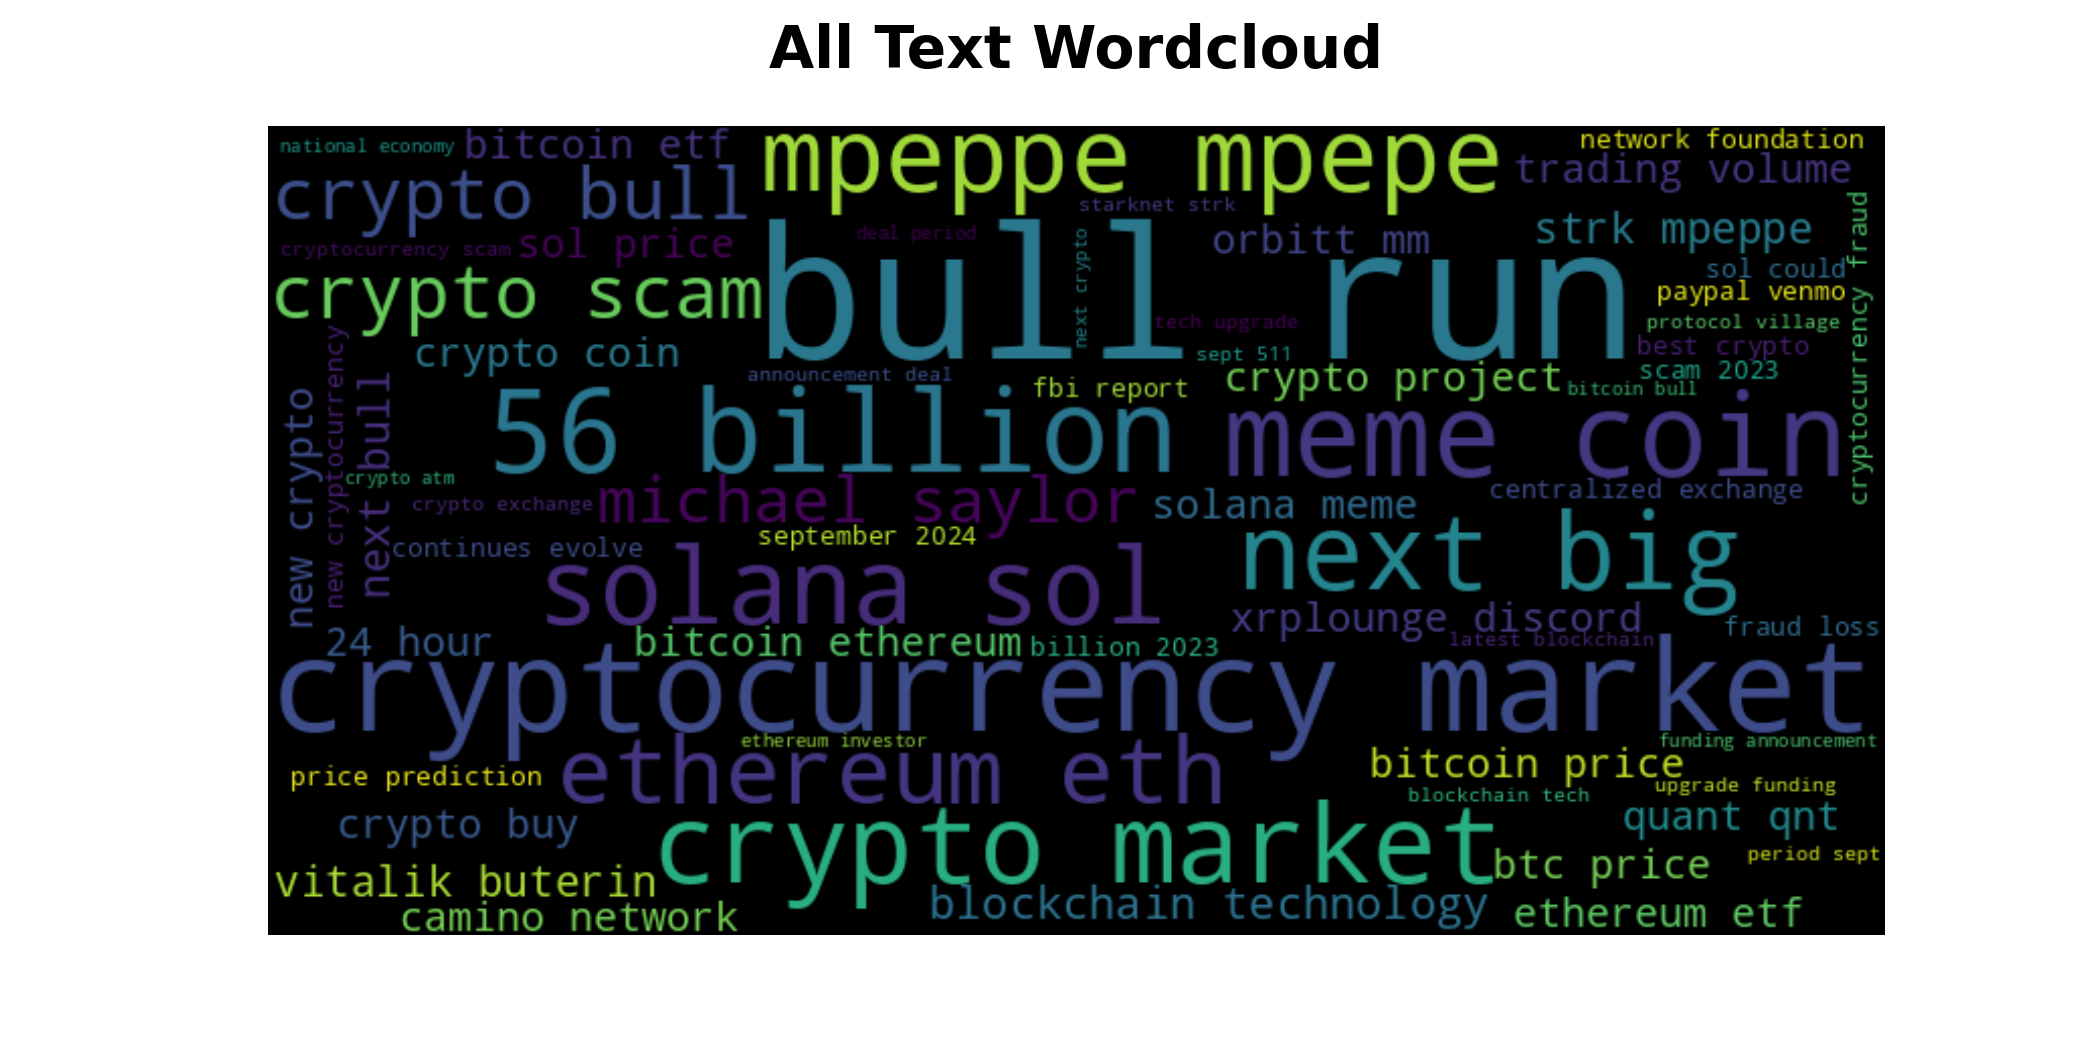 All Text Wordcloud
national economy
bitcoin etf
mpeppe mpepe
network foundation
trading volume
crypto bull
starknet strk
cryptocurrency scam
sol price
deal period
bull run
next crypto
orbitt mm
strk mpeppe
cryptocurrency fraud
sol could
crypto scam
paypal venmo
tech upgrade
protocol village
crypto coin
sept 511
best crypto
announcement deal
fbi report
crypto project
scam 2023
bitcoin bull
new crypto
new cryptocurrency
next bull
56 billion
meme coin
crypto atm
crypto exchange
michael saylor
solana meme
centralized exchange
september 2024
continues evolve
solana sol
next big
xrplounge discord
24 hour
bitcoin ethereum
billion 2023
latest blockchain
fraud loss
cryptocurrency market
ethereum investor
funding announcement
price prediction
ethereum eth
bitcoin price
upgrade funding
blockchain tech
crypto buy
crypto market
quant qnt
vitalik buterin
btc price
period sept
camino network
blockchain technology
ethereum etf